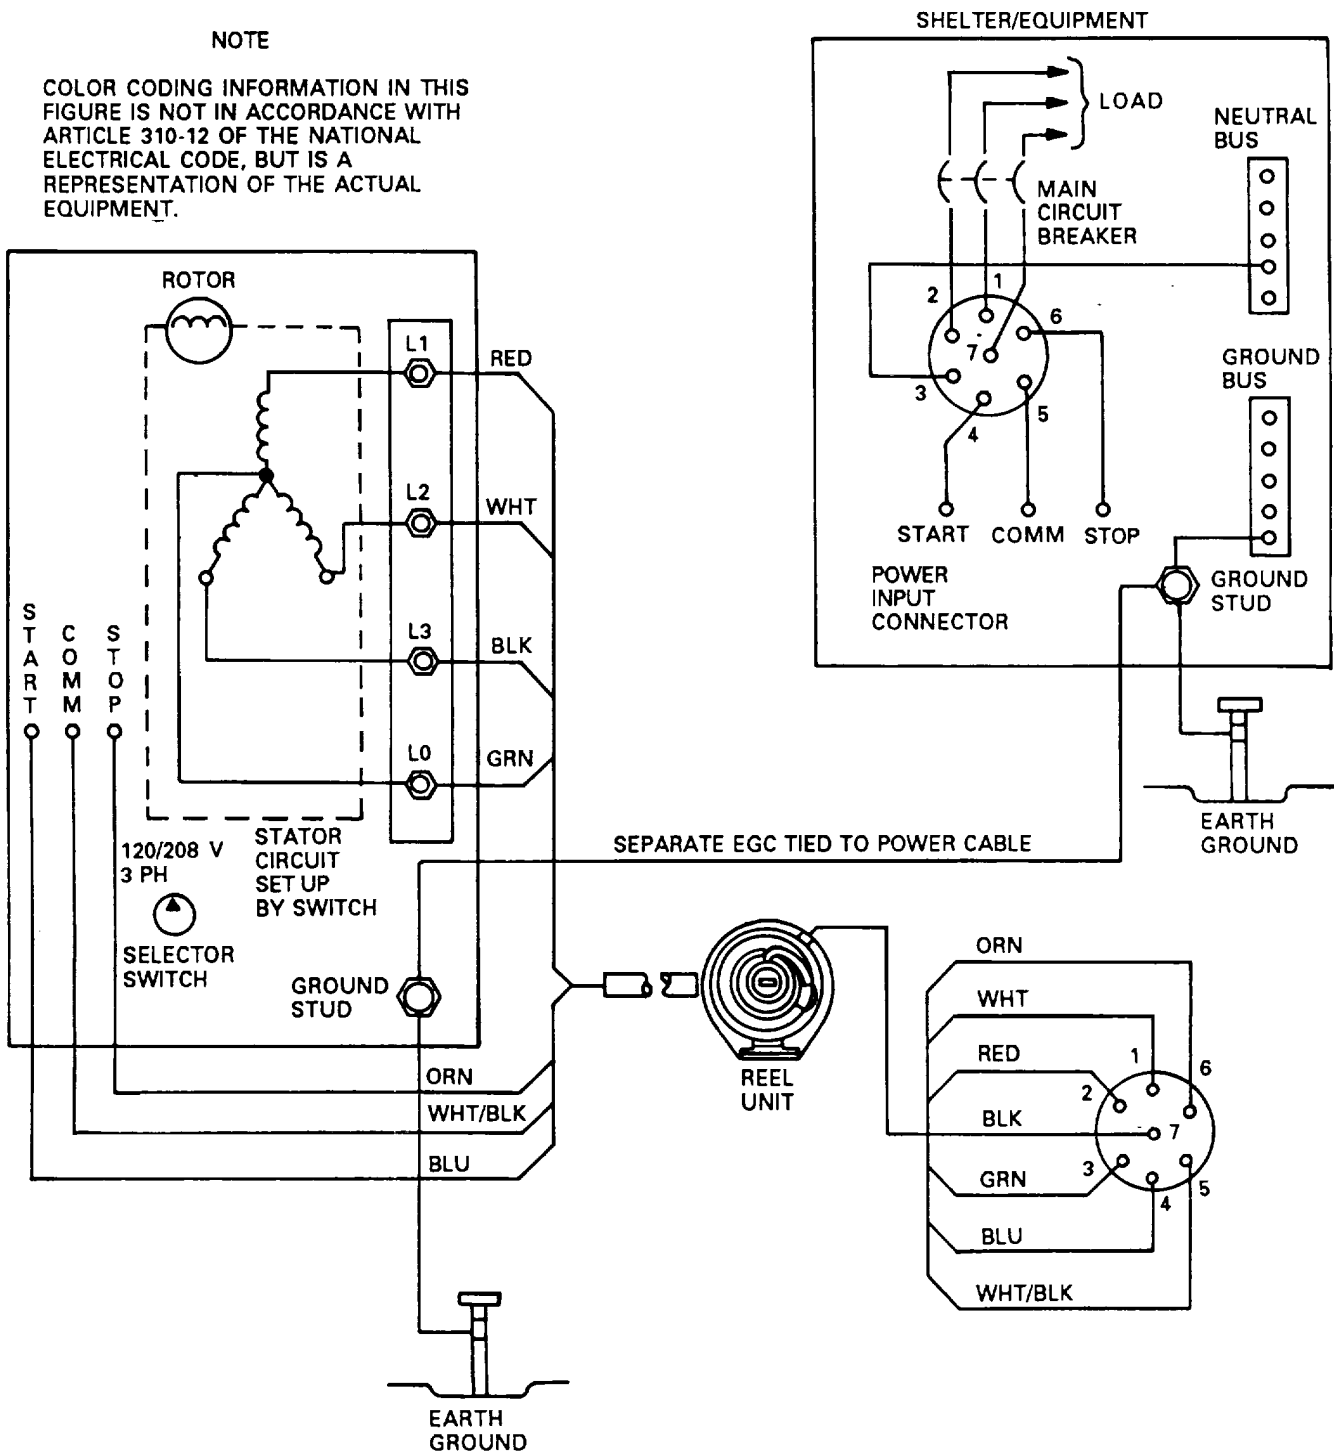 NOTE
COLOR CODING INFORMATION IN THIS
FIGURE IS NOT IN ACCORDANCE WITH
ARTICLE 310-12 OF THE NATIONAL
ELECTRICAL CODE, BUT IS A
REPRESENTATION OF THE ACTUAL
EQUIPMENT.
SHELTER/EQUIPMENT
LOAD
NEUTRAL
BUS
MAIN
CIRCUIT
BREAKER
1
2
6
7
3
5
4
GROUND
BUS
START
COMM
STOP
POWER
INPUT
CONNECTOR
GROUND
STUD
EARTH
GROUND
ROTOR
L1
RED
L2
WHT
L3
BLK
L0
GRN
START
COMM
STOP
120/208 V
3 PH
STATOR
CIRCUIT
SET UP
BY SWITCH
SELECTOR
SWITCH
GROUND
STUD
SEPARATE EGC TIED TO POWER CABLE
ORN
WHT/BLK
BLU
REEL
UNIT
ORN
WHT
RED
BLK
GRN
BLU
WHT/BLK
1
6
2
7
3
5
4
EARTH
GROUND